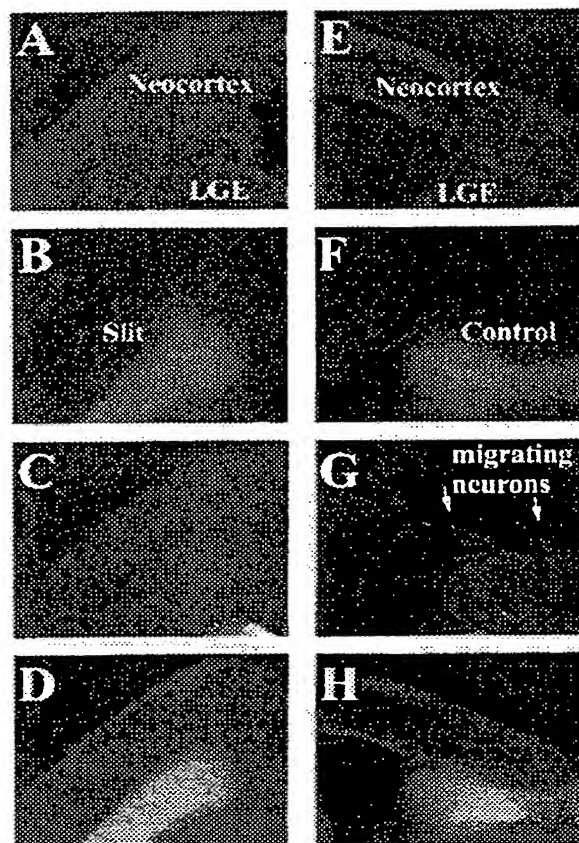 A
Neocortex
LGE
B
Slit
C
D
E
Neocortex
LGE
F
Control
G
migrating
neurons
H